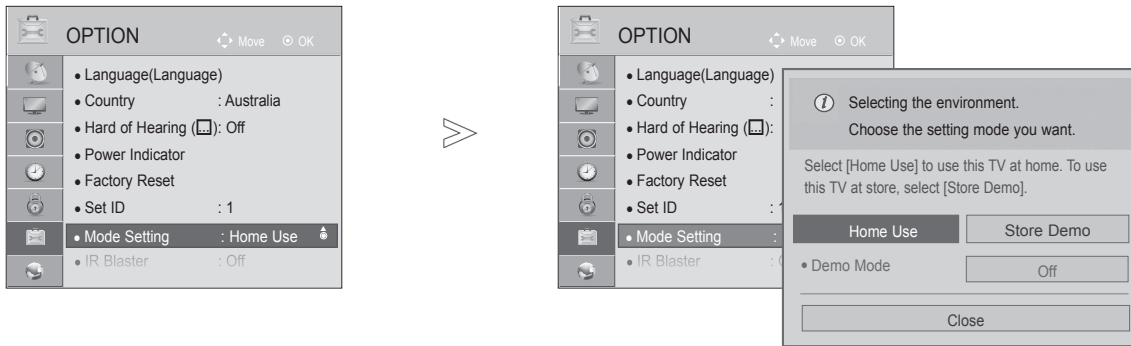 OPTION
Move OK
• Language(Language)
• Country : Australia
• Hard of Hearing ( ): Off
• Power Indicator
• Factory Reset
• Set ID : 1
• Mode Setting : Home Use
• IR Blaster : Off
OPTION
Move OK
• Language(Language)
• Country :
• Hard of Hearing ( ):
• Power Indicator
• Factory Reset
• Set ID :
• Mode Setting :
• IR Blaster :
i Selecting the environment.
Choose the setting mode you want.
Select [Home Use] to use this TV at home. To use
this TV at store, select [Store Demo].
Home Use Store Demo
• Demo Mode Off
Close